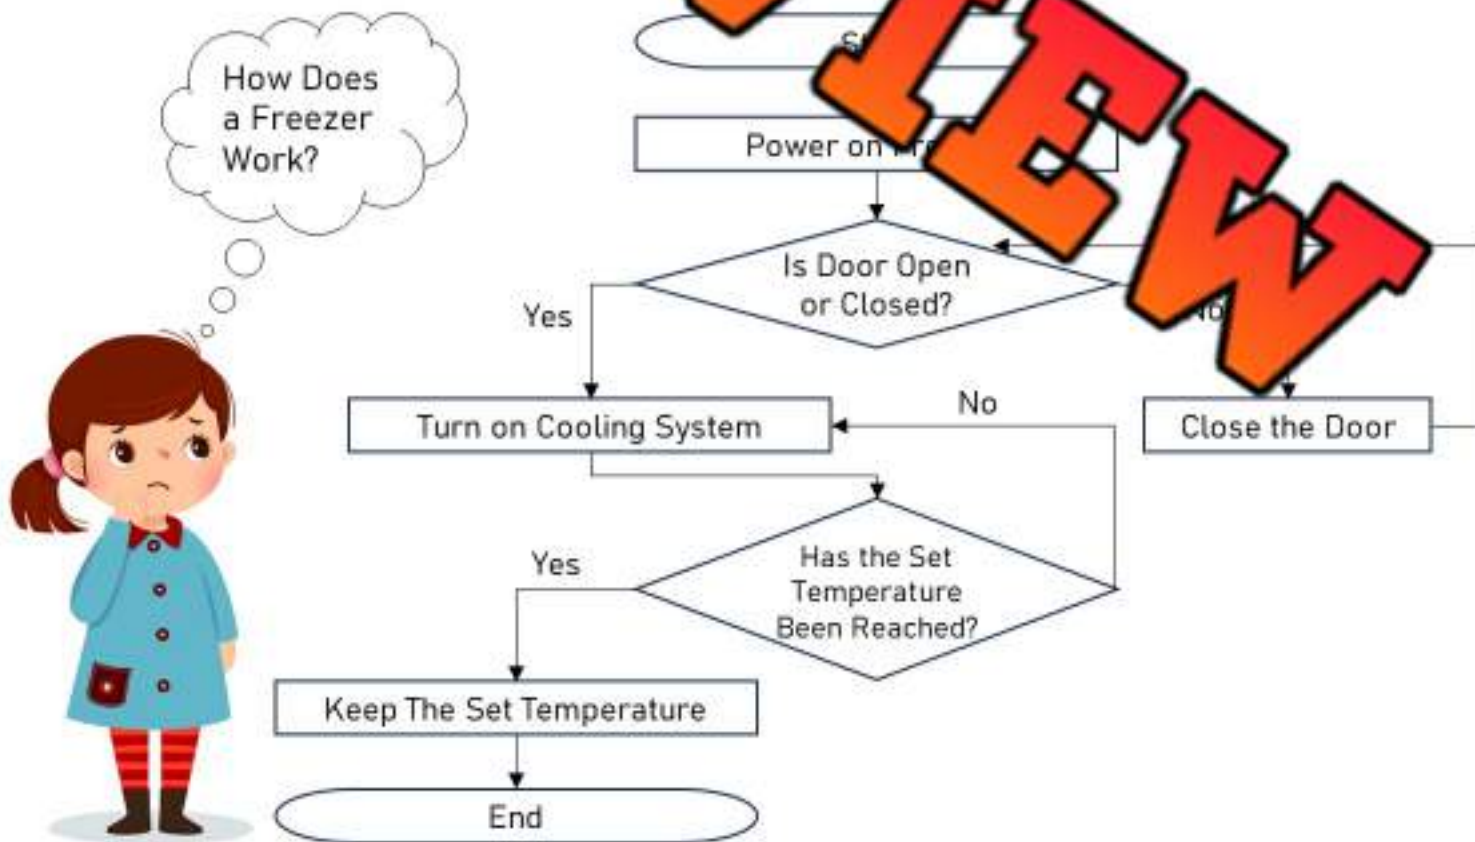 How Does
a Freezer
Work?
IEW
Power on
Is Door Open
or Closed?
Yes
No
Turn on Cooling System
No
Close the Door
Has the Set
Temperature
Been Reached?
Yes
Keep The Set Temperature
End